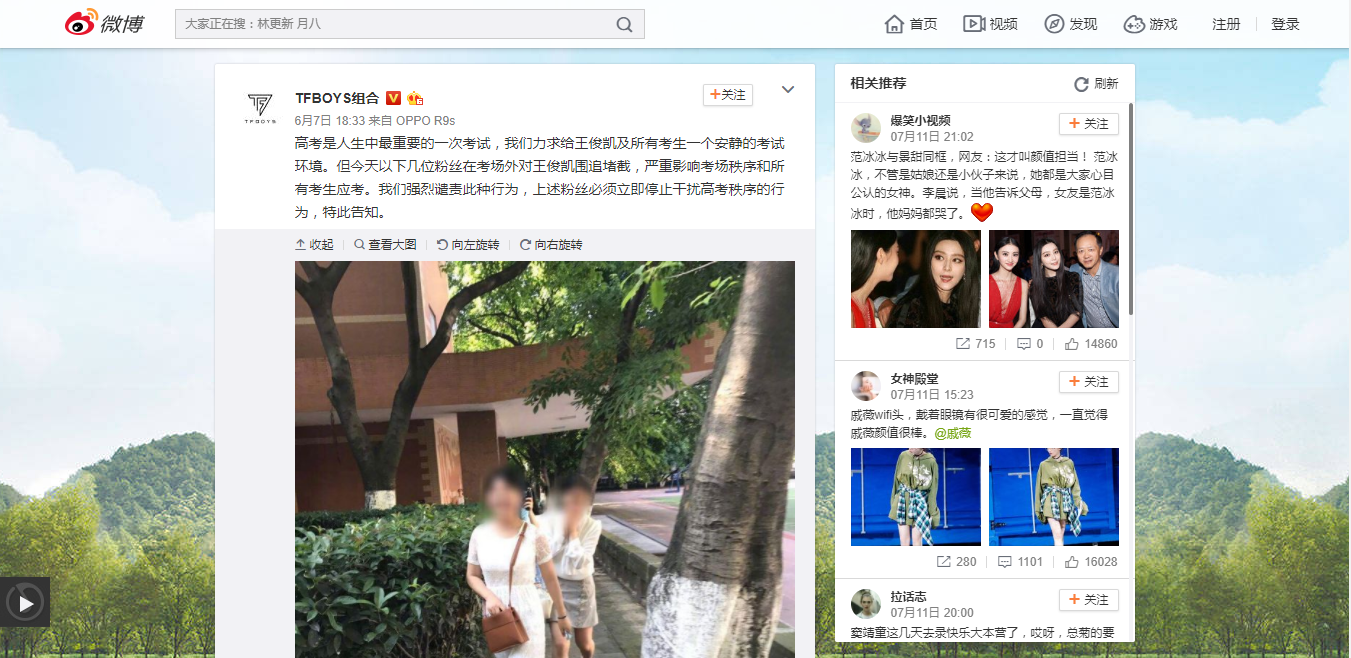 微博
大家正在搜：林更新 月八
首页
视频
发现
游戏
注册
登录
TF
TFBOYS
TFBOYS组合
V
+关注
6月7日 18:33 来自 OPPO R9s
高考是人生中最重要的一次考试，我们力求给王俊凯及所有考生一个安静的考试
环境。但今天以下几位粉丝在考场外对王俊凯围追堵截，严重影响考场秩序和所
有考生应考。我们强烈谴责此种行为，上述粉丝必须立即停止干扰高考秩序的行
为，特此告知。
收起
查看大图
向左旋转
向右旋转
相关推荐
刷新
爆笑小视频
+ 关注
07月11日 21:02
范冰冰与景甜同框，网友：这才叫颜值担当！ 范冰
冰，不管是姑娘还是小伙子来说，她都是大家心目
公认的女神。李晨说，当他告诉父母，女友是范冰
冰时，他妈妈都哭了。
715
0
14860
女神殿堂
+ 关注
07月11日 15:23
戚薇wifi头，戴着眼镜有很可爱的感觉，一直觉得
戚薇颜值很棒。@戚薇
280
1101
16028
拉话志
+ 关注
07月11日 20:00
窦靖童这几天去录快乐大本营了，哎呀，总菊的要